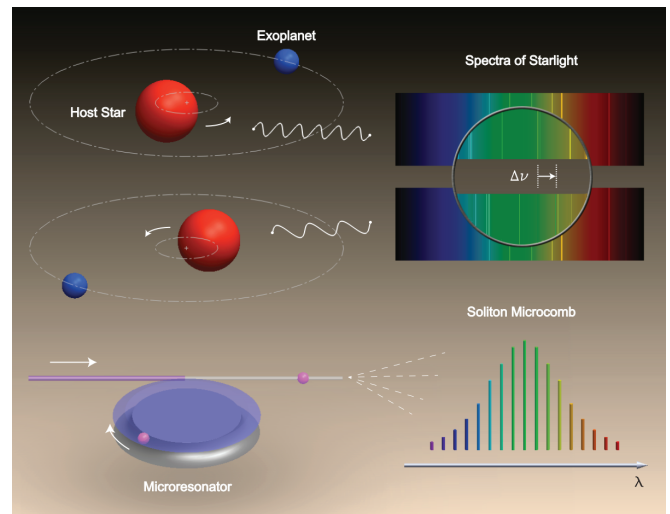 Exoplanet
Spectra of Starlight
Host Star
Δν
Soliton Microcomb
Microresonator
λ